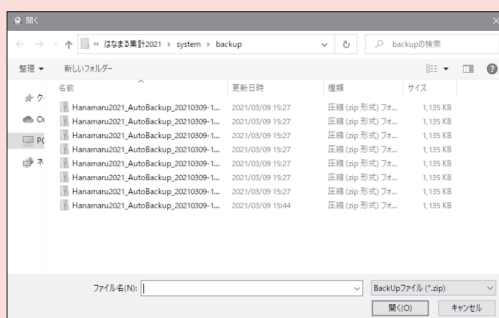 開く
« はなまる集計2021 › system › backup
backupの検索
整理 ▼ 新しいフォルダー
名前 更新日時 種類 サイズ
Hanamaru2021_AutoBackup_20210309-1... 2021/03/09 15:27 圧縮 (zip 形式) フォ... 1,135 KB
Hanamaru2021_AutoBackup_20210309-1... 2021/03/09 15:27 圧縮 (zip 形式) フォ... 1,135 KB
Hanamaru2021_AutoBackup_20210309-1... 2021/03/09 15:27 圧縮 (zip 形式) フォ... 1,135 KB
Hanamaru2021_AutoBackup_20210309-1... 2021/03/09 15:27 圧縮 (zip 形式) フォ... 1,135 KB
Hanamaru2021_AutoBackup_20210309-1... 2021/03/09 15:27 圧縮 (zip 形式) フォ... 1,135 KB
Hanamaru2021_AutoBackup_20210309-1... 2021/03/09 15:27 圧縮 (zip 形式) フォ... 1,135 KB
Hanamaru2021_AutoBackup_20210309-1... 2021/03/09 15:27 圧縮 (zip 形式) フォ... 1,135 KB
Hanamaru2021_AutoBackup_20210309-1... 2021/03/09 15:44 圧縮 (zip 形式) フォ... 1,135 KB
ク
PC
ネ
ファイル名(N):
BackUpファイル (*.zip)
開く(O) キャンセル